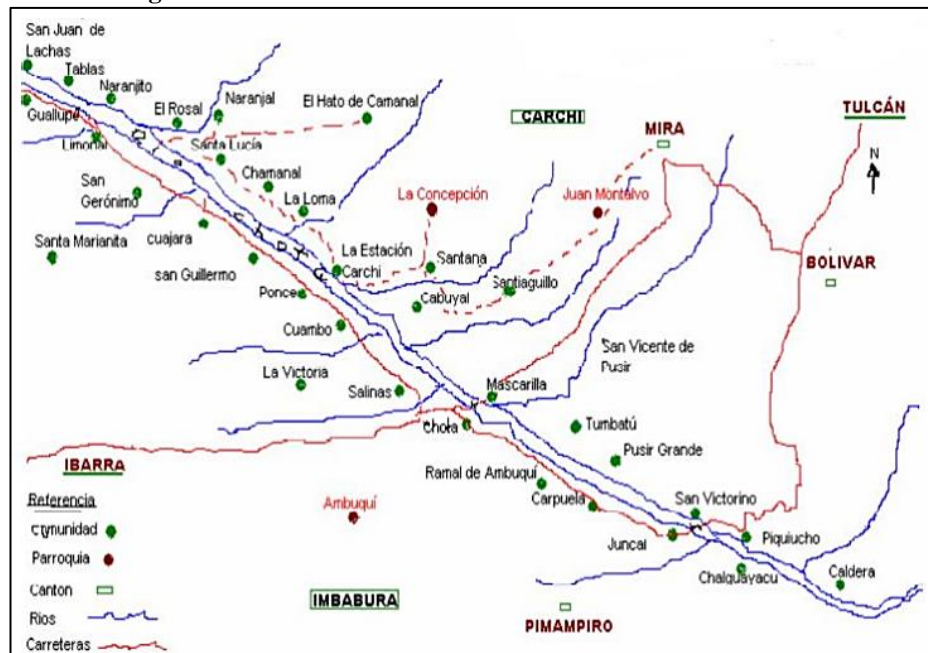 San Juan de
Lachas
Tablas
Naranjito
El Rosal
Naranjal
El Hato de Camanal
CARCHI
TULCÁN
MIRA
N
Guallupe
Limonal
Santa Lucía
Chamanal
La Loma
La Concepción
Juan Montalvo
San
Gerónimo
Santa Marianita
cuajara
san Guillermo
La Estación
Carchi
Santana
Santiaguillo
BOLIVAR
Ponce
Cabuyal
Cuambo
La Victoria
Salinas
Mascarilla
San Vicente de
Pusir
Chota
Tumbatú
Pusir Grande
IBARRA
Ramal de Ambuquí
Referencia
Ambuquí
Carpuela
San Victorino
comunidad
Juncal
Piquiucho
Parroquia
Chalguayacu
Caldera
Canton
IMBABURA
PIMAMPIRO
Rios
Carreteras